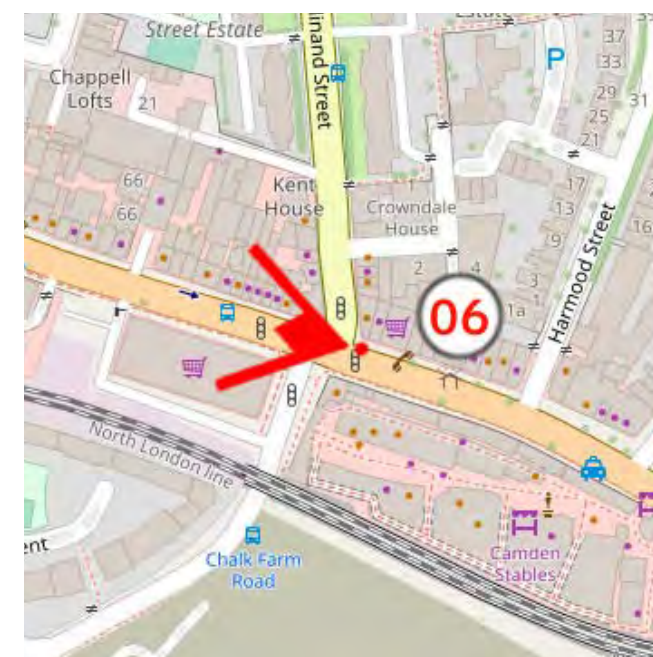 Street Estate
Estate
inand Street
37
33
P
29
31
25
21
Chappell
Lofts
21
66
66
Kent
House
1
Crowndale
House
17
13
9
16
2
4
3
1
1a
Harmood Street
06
North London line
ent
Chalk Farm
Road
Camden
Stables